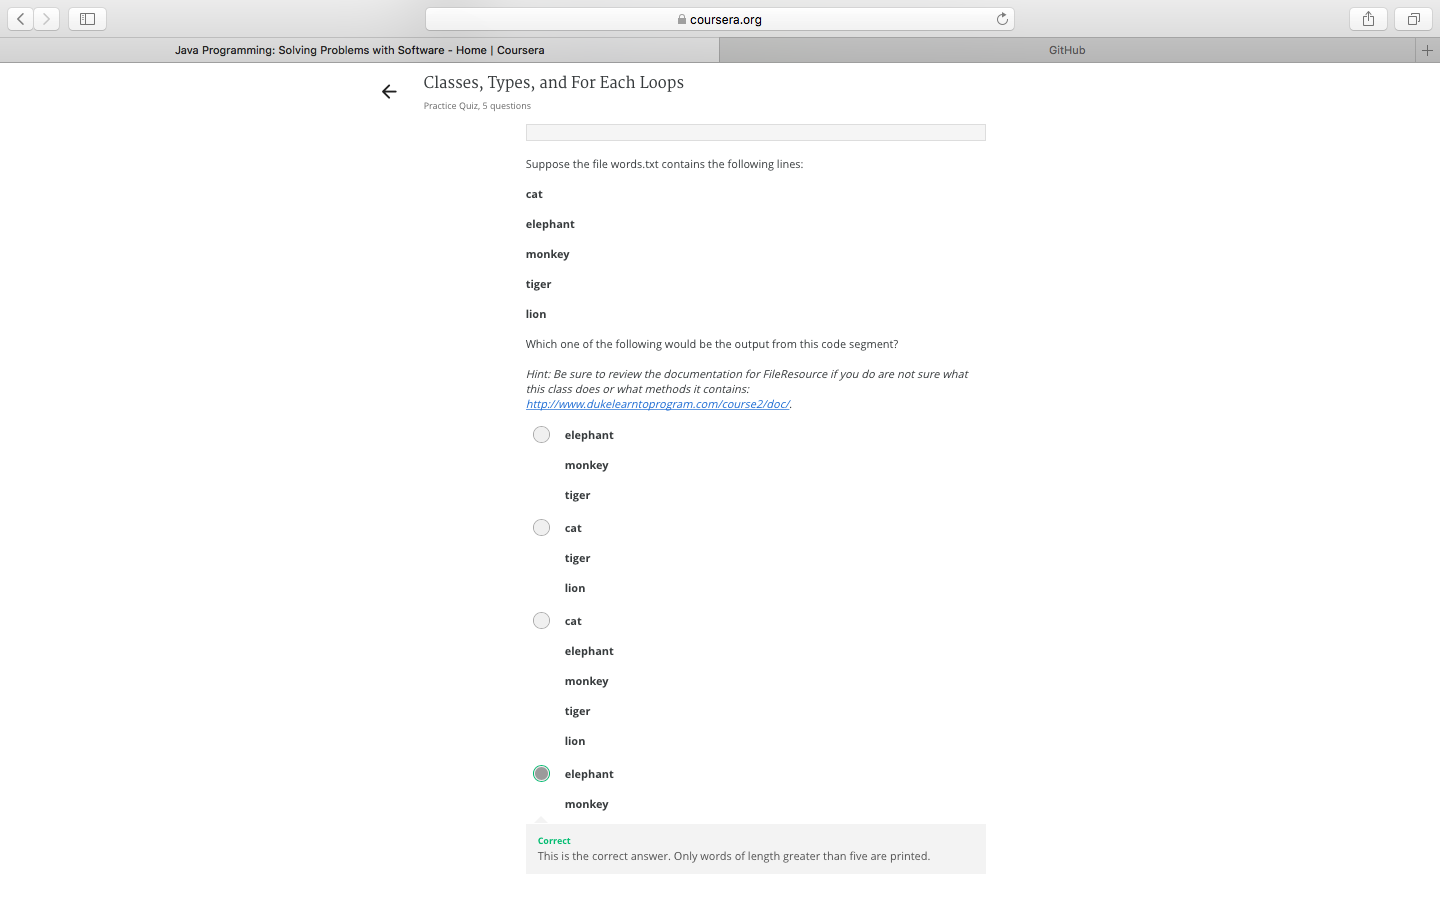 coursera.org
Java Programming: Solving Problems with Software - Home | Coursera
GitHub
Classes, Types, and For Each Loops
Practice Quiz, 5 questions
Suppose the file words.txt contains the following lines:
cat
elephant
monkey
tiger
lion
Which one of the following would be the output from this code segment?
Hint: Be sure to review the documentation for FileResource if you do are not sure what
this class does or what methods it contains:
http://www.dukelearntoprogram.com/course2/doc/.
elephant
monkey
tiger
cat
tiger
lion
cat
elephant
monkey
tiger
lion
elephant
monkey
Correct
This is the correct answer. Only words of length greater than five are printed.